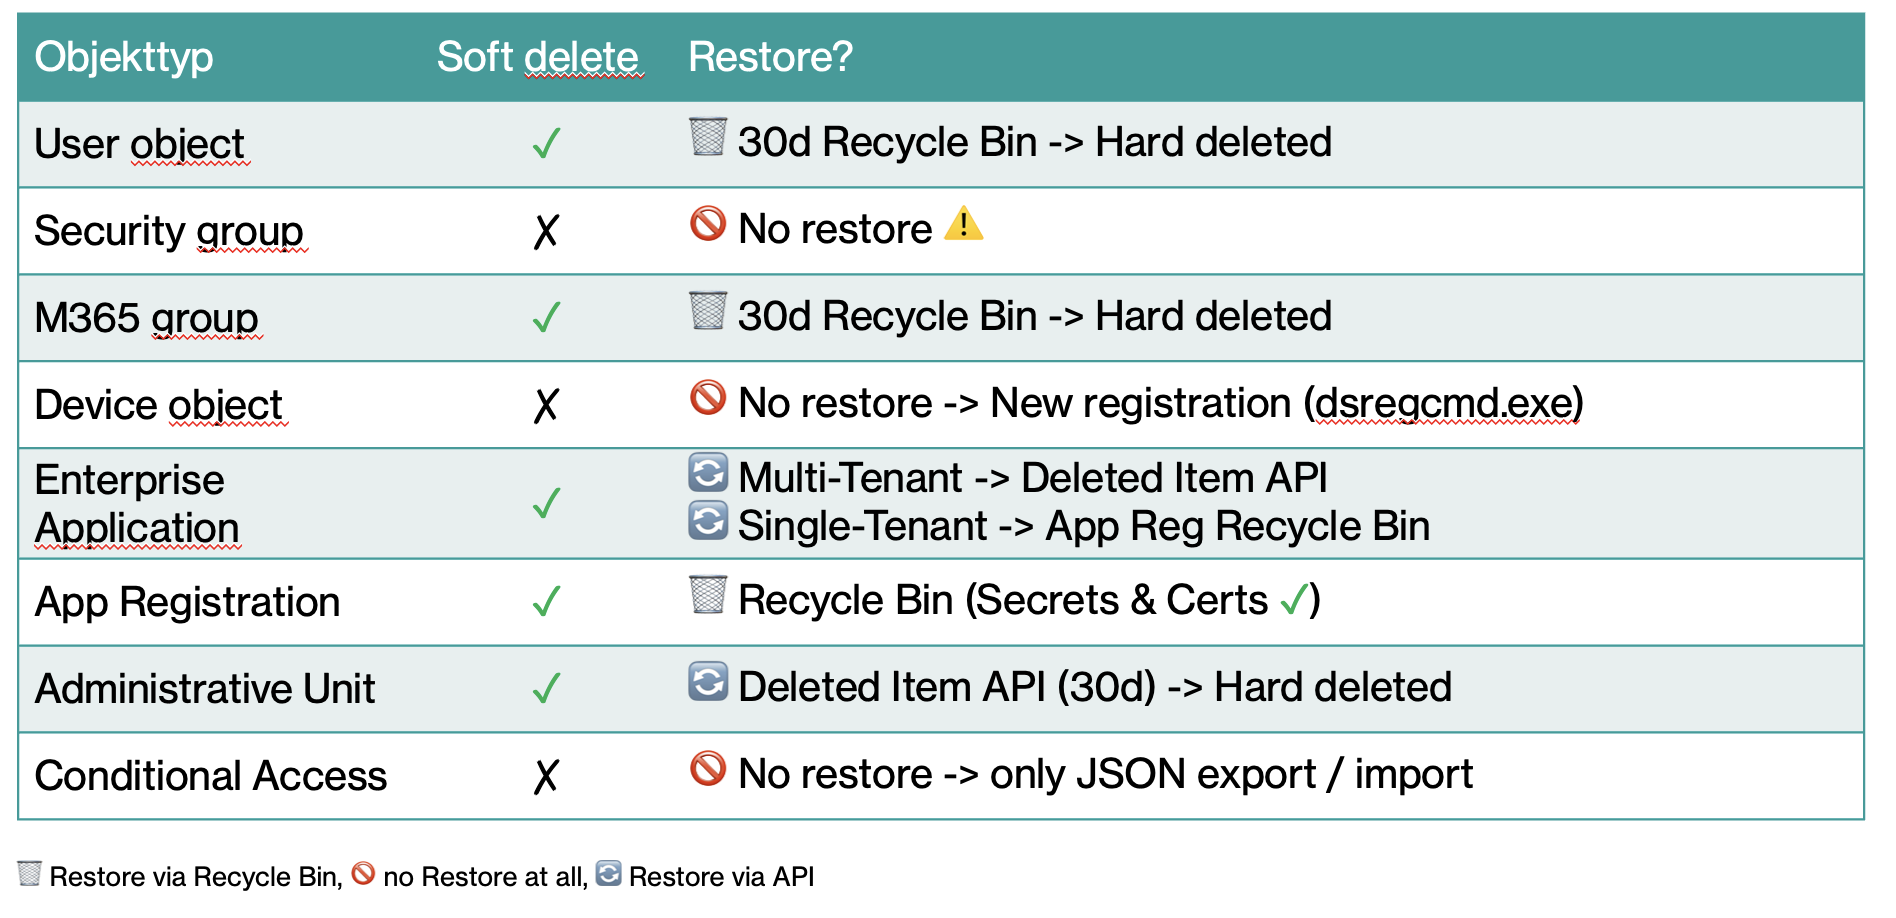 Objekttyp Soft delete Restore?
User object ✓ 🗑 30d Recycle Bin -> Hard deleted
Security group ✗ 🚫 No restore ⚠️
M365 group ✓ 🗑 30d Recycle Bin -> Hard deleted
Device object ✗ 🚫 No restore -> New registration (dsregcmd.exe)
Enterprise
Application ✓ 🔄 Multi-Tenant -> Deleted Item API
🔄 Single-Tenant -> App Reg Recycle Bin
App Registration ✓ 🗑 Recycle Bin (Secrets & Certs ✓)
Administrative Unit ✓ 🔄 Deleted Item API (30d) -> Hard deleted
Conditional Access ✗ 🚫 No restore -> only JSON export / import
🗑 Restore via Recycle Bin, 🚫 no Restore at all, 🔄 Restore via API